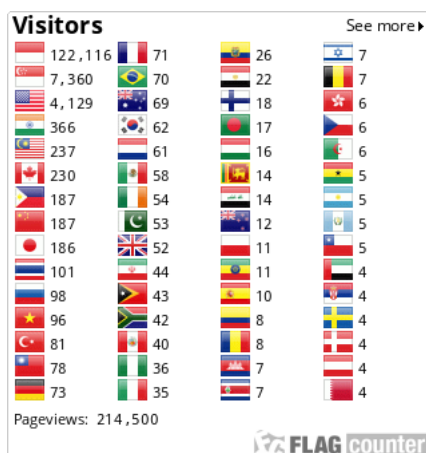 Visitors See more
122,116 71 26 7
7,360 70 22 7
4,129 69 18 6
366 62 17 6
237 61 16 6
230 58 14 5
187 54 14 5
187 53 12 5
186 52 11 5
101 44 11 4
98 43 10 4
96 42 8 4
81 40 8 4
78 36 7 4
73 35 7 4
Pageviews: 214,500
FLAG counter